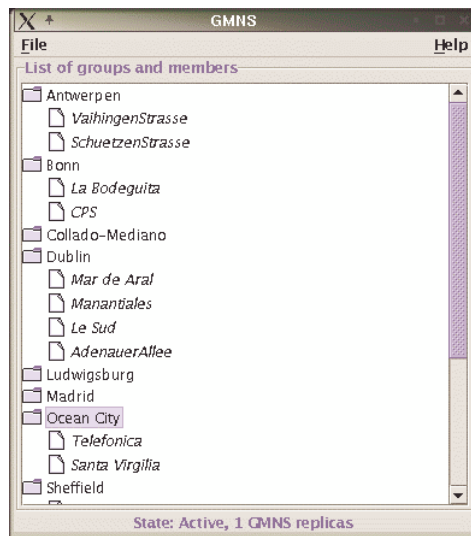 GMNS
File Help
List of groups and members
Antwerpen
VaihingenStrasse
SchuetzenStrasse
Bonn
La Bodeguita
CPS
Collado-Mediano
Dublin
Mar de Aral
Manantiales
Le Sud
AdenauerAllee
Ludwigsburg
Madrid
Ocean City
Telefonica
Santa Virgilia
Sheffield
State: Active, 1 GMNS replicas